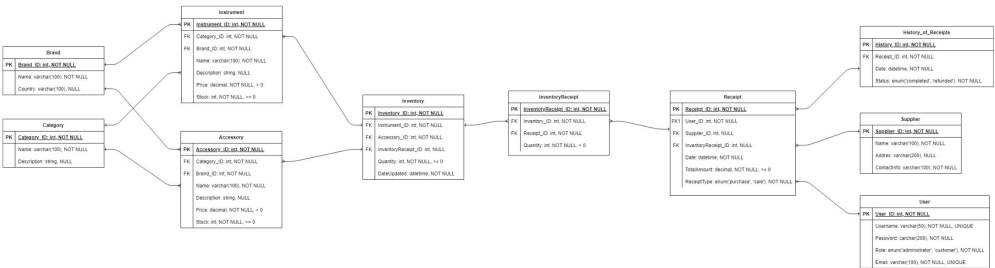 Brand
PK Brand_ID: int, NOT NULL
Name: varchar(100), NOT NULL
Country: varchar(100), NULL
Category
PK Category_ID: int, NOT NULL
Name: varchar(100), NOT NULL
Description: string, NULL
Instrument
PK Instrument_ID: int, NOT NULL
FK Category_ID: int, NOT NULL
FK Brand_ID: int, NOT NULL
Name: varchar(100), NOT NULL
Description: string, NULL
Price: decimal, NOT NULL, > 0
Stock: int, NOT NULL, >= 0
Accessory
PK Accessory_ID: int, NOT NULL
FK Category_ID: int, NOT NULL
FK Brand_ID: int, NOT NULL
Name: varchar(100), NOT NULL
Description: string, NULL
Price: decimal, NOT NULL, > 0
Stock: int, NOT NULL, >= 0
Inventory
PK Inventory_ID: int, NOT NULL
FK Instrument_ID: int, NOT NULL
FK Accessory_ID: int, NOT NULL
FK InventoryReceipt_ID: int, NULL
Quantity: int, NOT NULL, >= 0
DateUpdated: datetime, NOT NULL
InventoryReceipt
PK InventoryReceipt_ID: int, NOT NULL
FK Inventory_ID: int, NOT NULL
FK Receipt_ID: int, NOT NULL
Quantity: int, NOT NULL, > 0
Receipt
PK Receipt_ID: int, NOT NULL
FK1 User_ID: int, NOT NULL
FK Supplier_ID: int, NULL
FK InventoryReceipt_ID: int, NULL
Date: datetime, NOT NULL
TotalAmount: decimal, NOT NULL, >= 0
ReceiptType: enum('purchase', 'sale'), NOT NULL
History_of_Receipts
PK History_ID: int, NOT NULL
FK Receipt_ID: int, NOT NULL
Date: datetime, NOT NULL
Status: enum('completed', 'refunded'), NOT NULL
Supplier
PK Supplier_ID: int, NOT NULL
Name: varchar(100), NOT NULL
Addres: varchar(200), NULL
ContactInfo: varchar(100), NOT NULL
User
PK User_ID: int, NOT NULL
Username: varchar(50), NOT NULL, UNIQUE
Password: carchar(200), NOT NULL
Role: enum('administrator', 'customer'), NOT NULL
Email: varchar(100), NOT NULL, UNIQUE